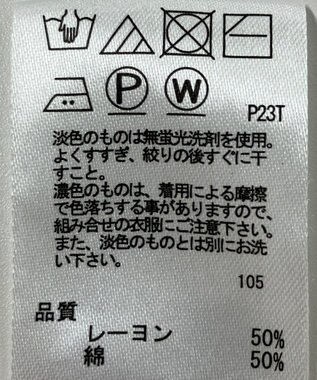 P W P23T
淡色のものは無蛍光洗剤を使用。
よくすすぎ、絞りの後すぐに干
すこと。
濃色のものは、着用による摩擦
で色落ちする事がありますので、
組み合せの衣服にご注意下さい。
また、淡色のものとは別にお洗
い下さい。
105
品質
レーヨン 50%
綿 50%